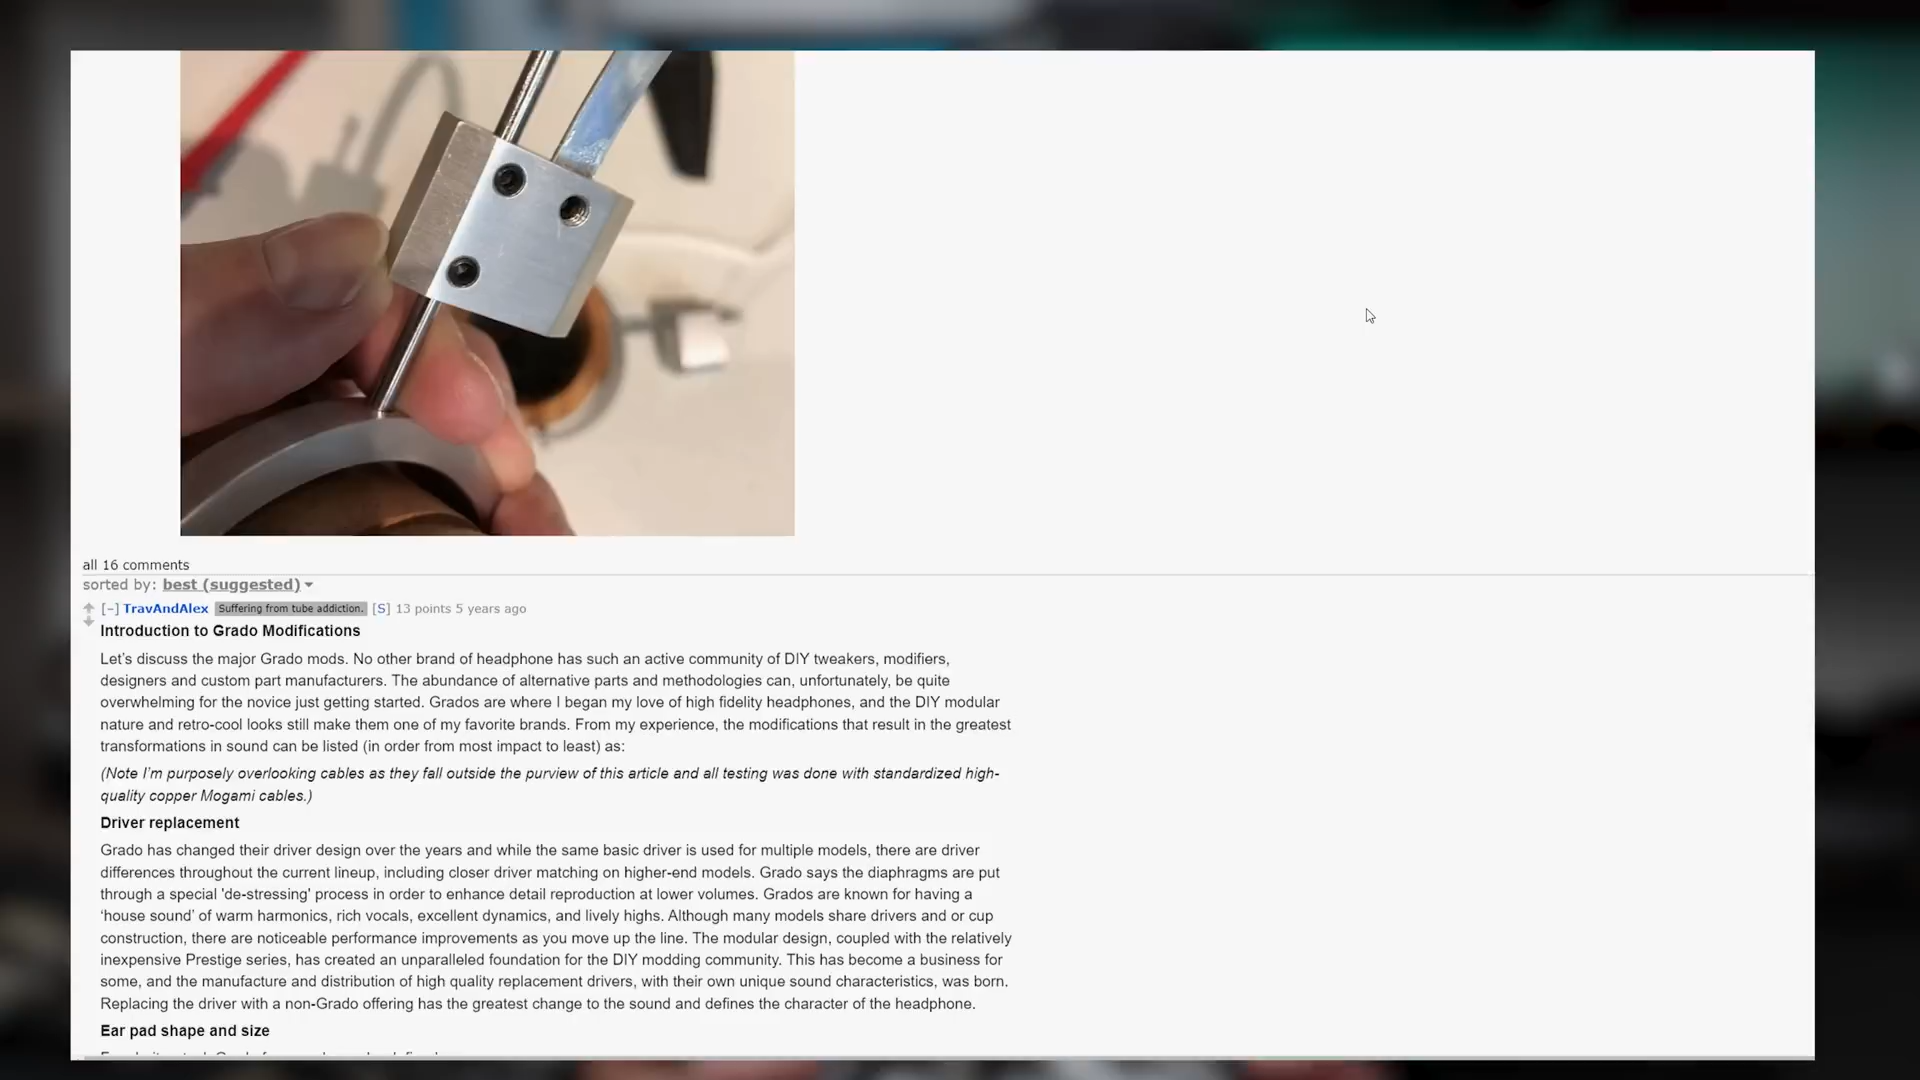 all 16 comments
sorted by: best (suggested)
[–] TravAndAlex Suffering from tube addiction. [S] 13 points 5 years ago
Introduction to Grado Modifications
Let’s discuss the major Grado mods. No other brand of headphone has such an active community of DIY tweakers, modifiers,
designers and custom part manufacturers. The abundance of alternative parts and methodologies can, unfortunately, be quite
overwhelming for the novice just getting started. Grados are where I began my love of high fidelity headphones, and the DIY modular
nature and retro-cool looks still make them one of my favorite brands. From my experience, the modifications that result in the greatest
transformations in sound can be listed (in order from most impact to least) as:
(Note I’m purposely overlooking cables as they fall outside the purview of this article and all testing was done with standardized high-
quality copper Mogami cables.)
Driver replacement
Grado has changed their driver design over the years and while the same basic driver is used for multiple models, there are driver
differences throughout the current lineup, including closer driver matching on higher-end models. Grado says the diaphragms are put
through a special 'de-stressing' process in order to enhance detail reproduction at lower volumes. Grados are known for having a
‘house sound’ of warm harmonics, rich vocals, excellent dynamics, and lively highs. Although many models share drivers and or cup
construction, there are noticeable performance improvements as you move up the line. The modular design, coupled with the relatively
inexpensive Prestige series, has created an unparalleled foundation for the DIY modding community. This has become a business for
some, and the manufacture and distribution of high quality replacement drivers, with their own unique sound characteristics, was born.
Replacing the driver with a non-Grado offering has the greatest change to the sound and defines the character of the headphone.
Ear pad shape and size